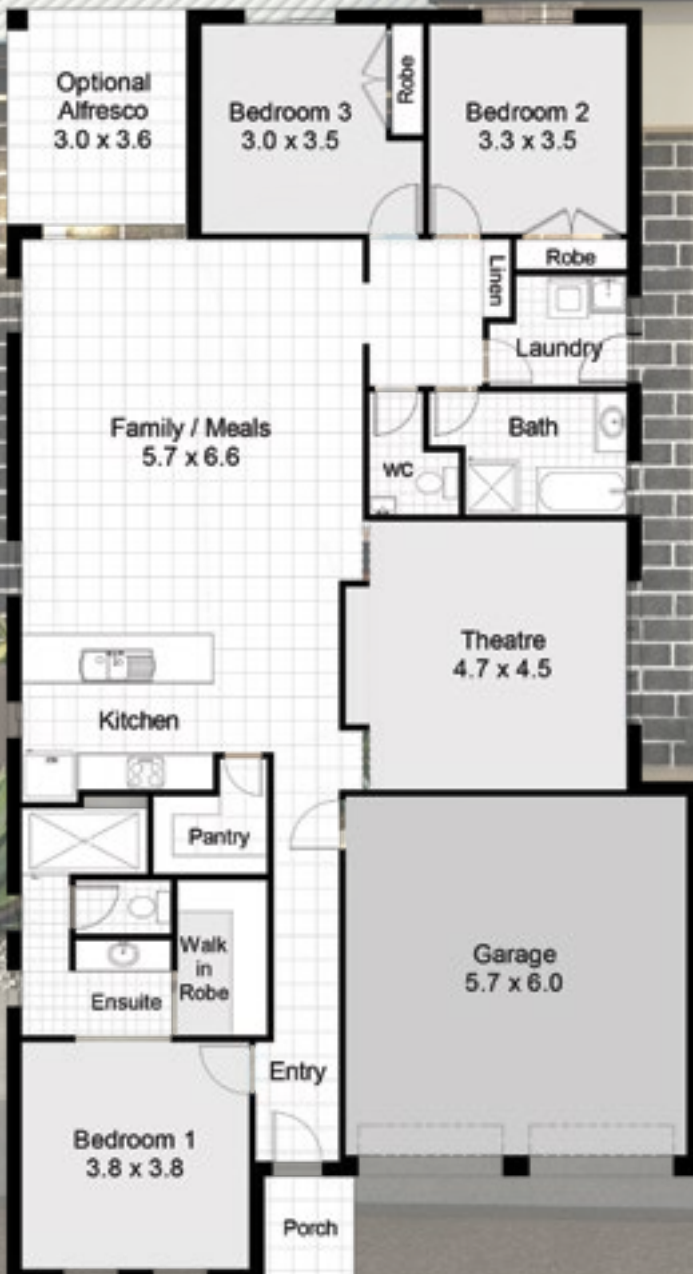 Optional
Alfresco
3.0 x 3.6
Bedroom 3
3.0 x 3.5
Robe
Bedroom 2
3.3 x 3.5
Robe
Linen
Laundry
Family / Meals
5.7 x 6.6
Bath
WC
Theatre
4.7 x 4.5
Kitchen
Pantry
Walk
in
Robe
Ensuite
Garage
5.7 x 6.0
Entry
Bedroom 1
3.8 x 3.8
Porch